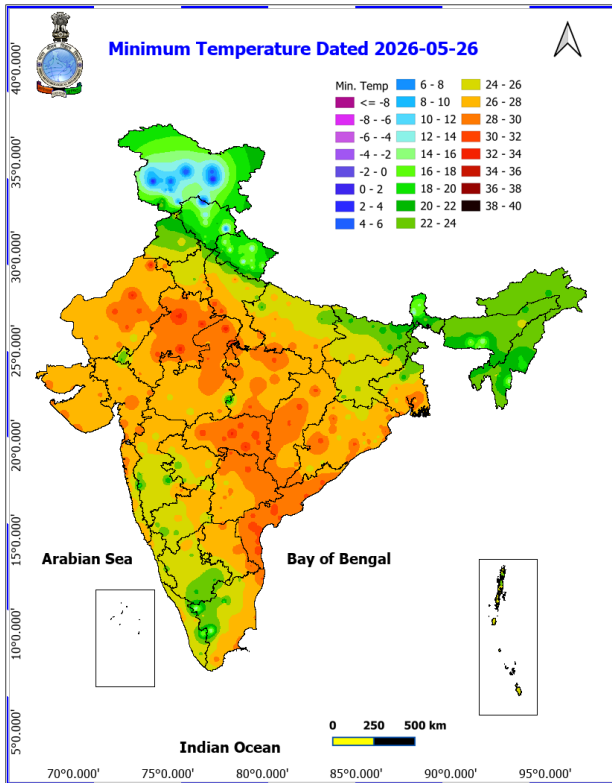 Minimum Temperature Dated 2026-05-26
Min. Temp
<= -8
-8 - -6
-6 - -4
-4 - -2
-2 - 0
0 - 2
2 - 4
4 - 6
6 - 8
8 - 10
10 - 12
12 - 14
14 - 16
16 - 18
18 - 20
20 - 22
22 - 24
24 - 26
26 - 28
28 - 30
30 - 32
32 - 34
34 - 36
36 - 38
38 - 40
40°0.000'
35°0.000'
30°0.000'
25°0.000'
20°0.000'
15°0.000'
10°0.000'
5°0.000'
Arabian Sea
Bay of Bengal
0 250 500 km
Indian Ocean
70°0.000' 75°0.000' 80°0.000' 85°0.000' 90°0.000' 95°0.000'